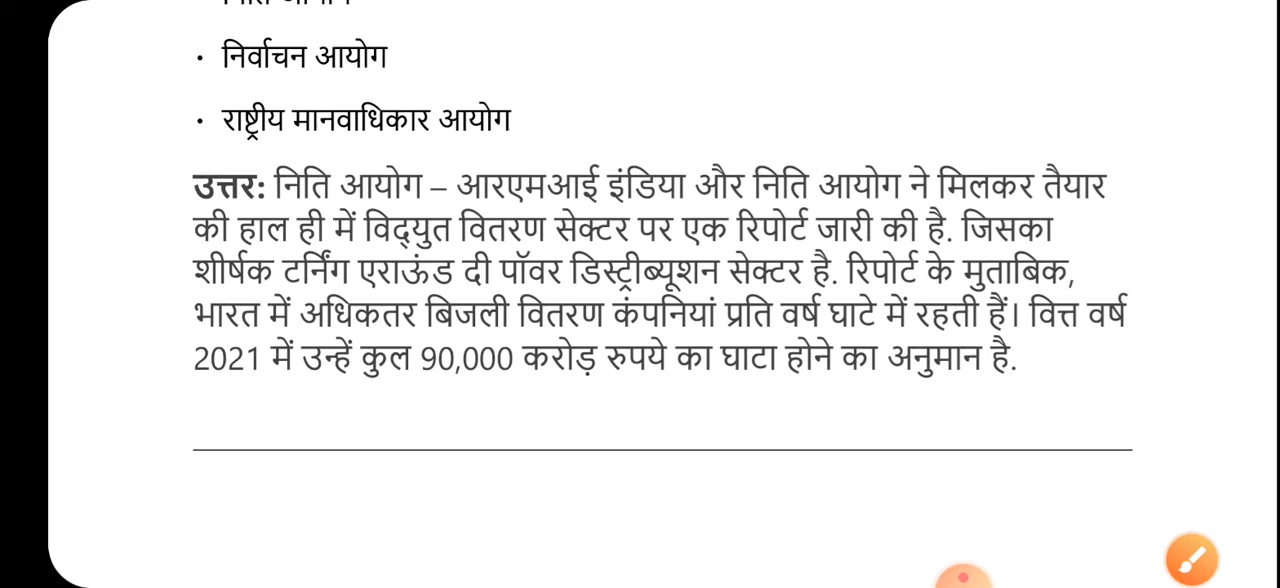 • निर्वाचन आयोग
• राष्ट्रीय मानवाधिकार आयोग
उत्तर: निति आयोग – आरएमआई इंडिया और निति आयोग ने मिलकर तैयार
की हाल ही में विद्युत वितरण सेक्टर पर एक रिपोर्ट जारी की है. जिसका
शीर्षक टर्निंग एराऊंड दी पॉवर डिस्ट्रीब्यूशन सेक्टर है. रिपोर्ट के मुताबिक,
भारत में अधिकतर बिजली वितरण कंपनियां प्रति वर्ष घाटे में रहती हैं। वित्त वर्ष
2021 में उन्हें कुल 90,000 करोड़ रुपये का घाटा होने का अनुमान है.